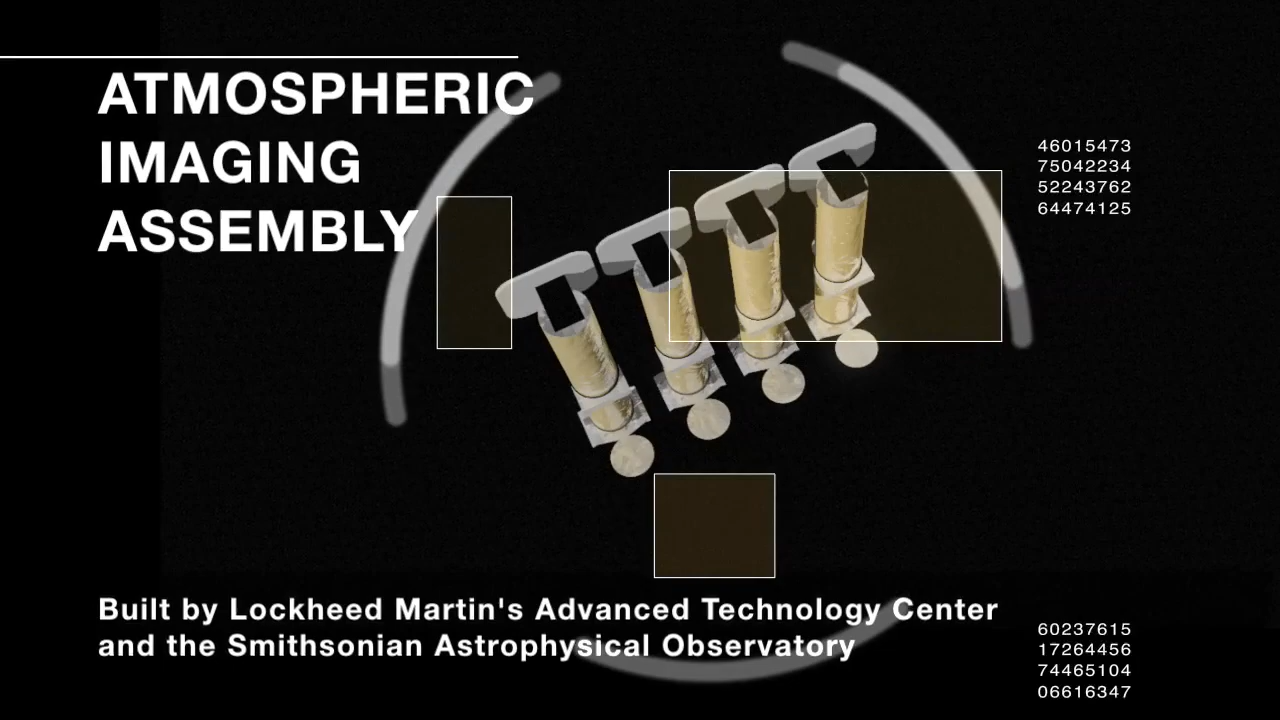 ATMOSPHERIC
IMAGING
ASSEMBLY
46015473
75042234
52243762
64474125
Built by Lockheed Martin's Advanced Technology Center
and the Smithsonian Astrophysical Observatory
60237615
17264456
74465104
06616347